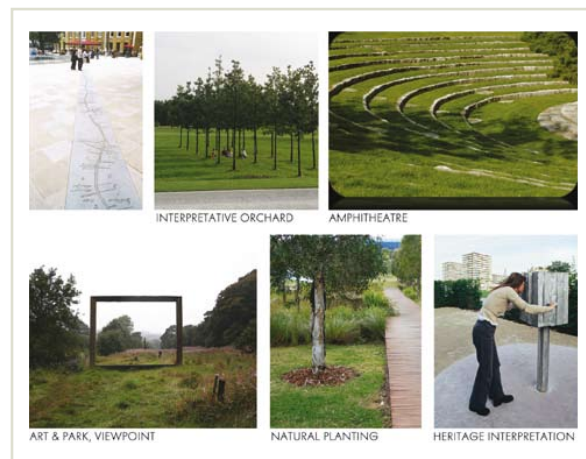 INTERPRETATIVE ORCHARD
AMPHITHEATRE
ART & PARK, VIEWPOINT
NATURAL PLANTING
HERITAGE INTERPRETATION